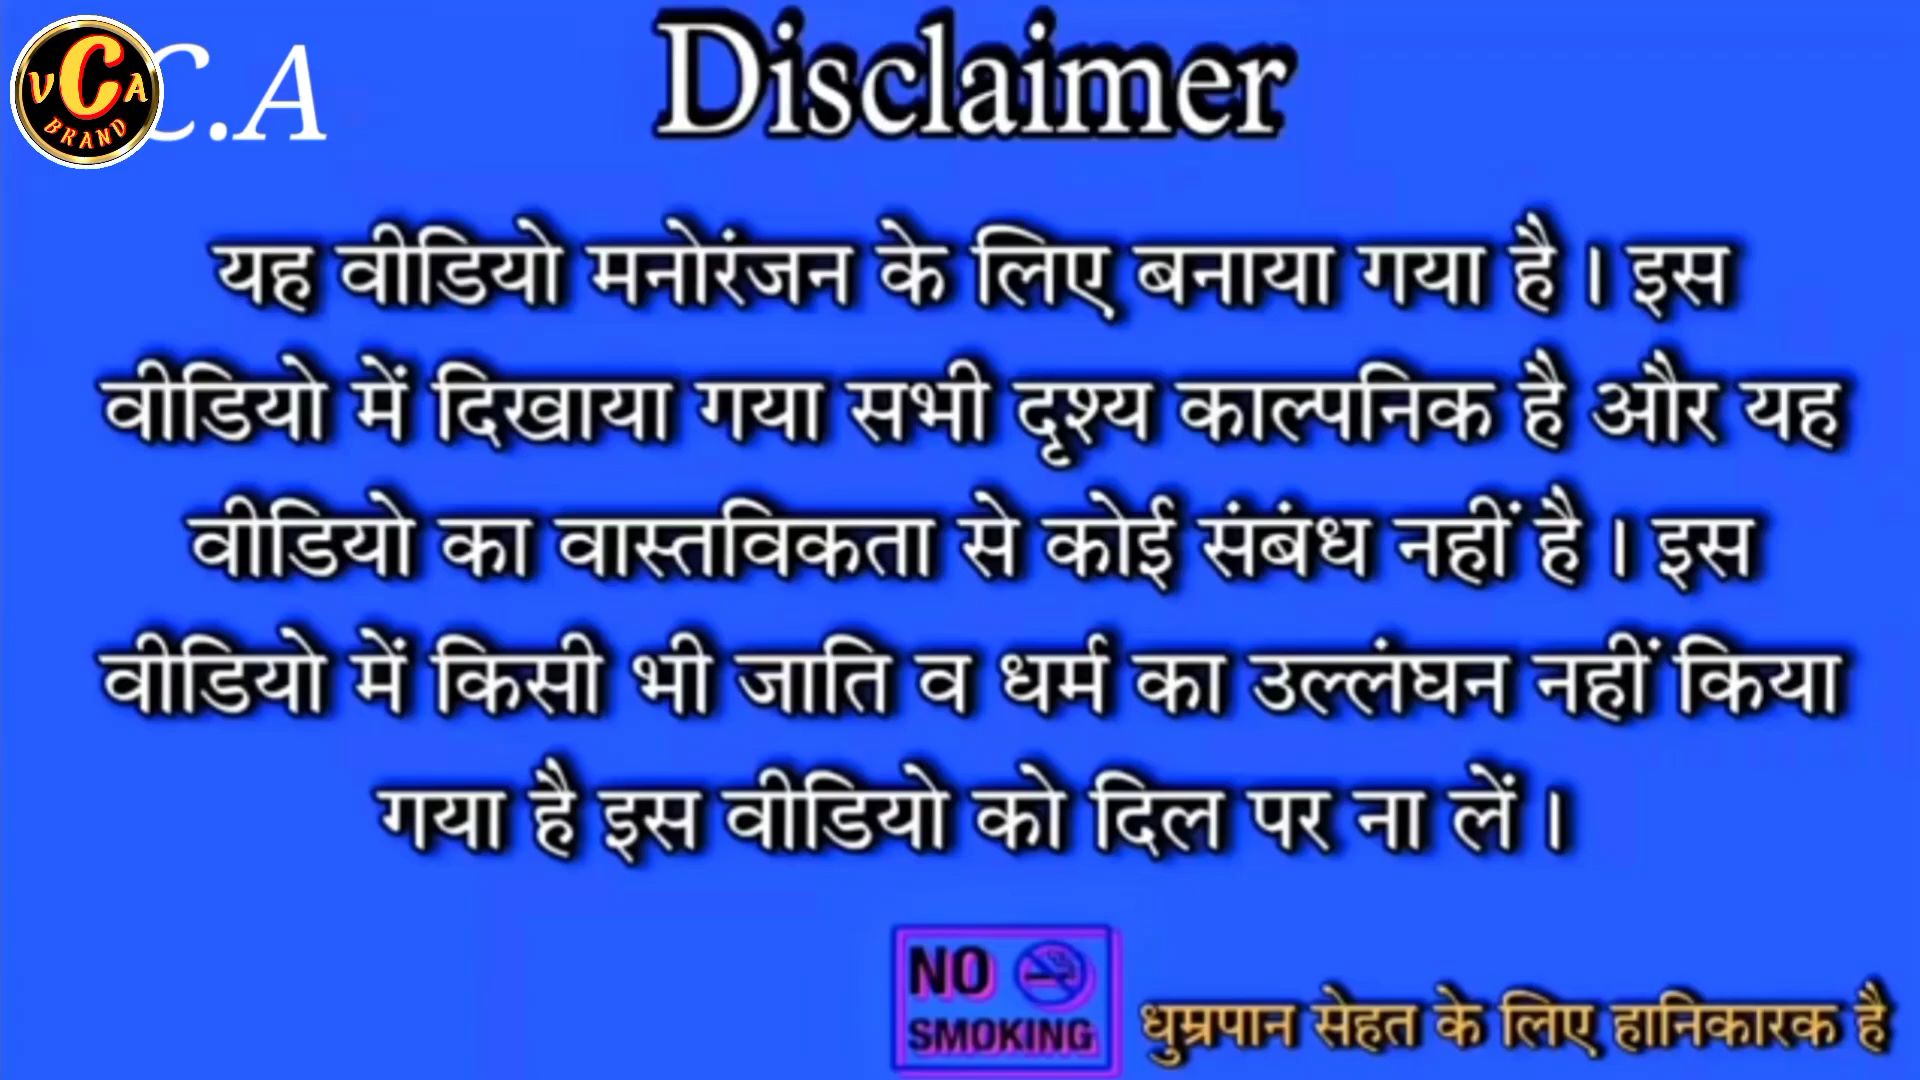 VCA
BRAND
C.A
Disclaimer
यह वीडियो मनोरंजन के लिए बनाया गया है । इस
वीडियो में दिखाया गया सभी दृश्य काल्पनिक है और यह
वीडियो का वास्तविकता से कोई संबंध नहीं है । इस
वीडियो में किसी भी जाति व धर्म का उल्लंघन नहीं किया
गया है इस वीडियो को दिल पर ना लें ।
NO
SMOKING
धुम्रपान सेहत के लिए हानिकारक है